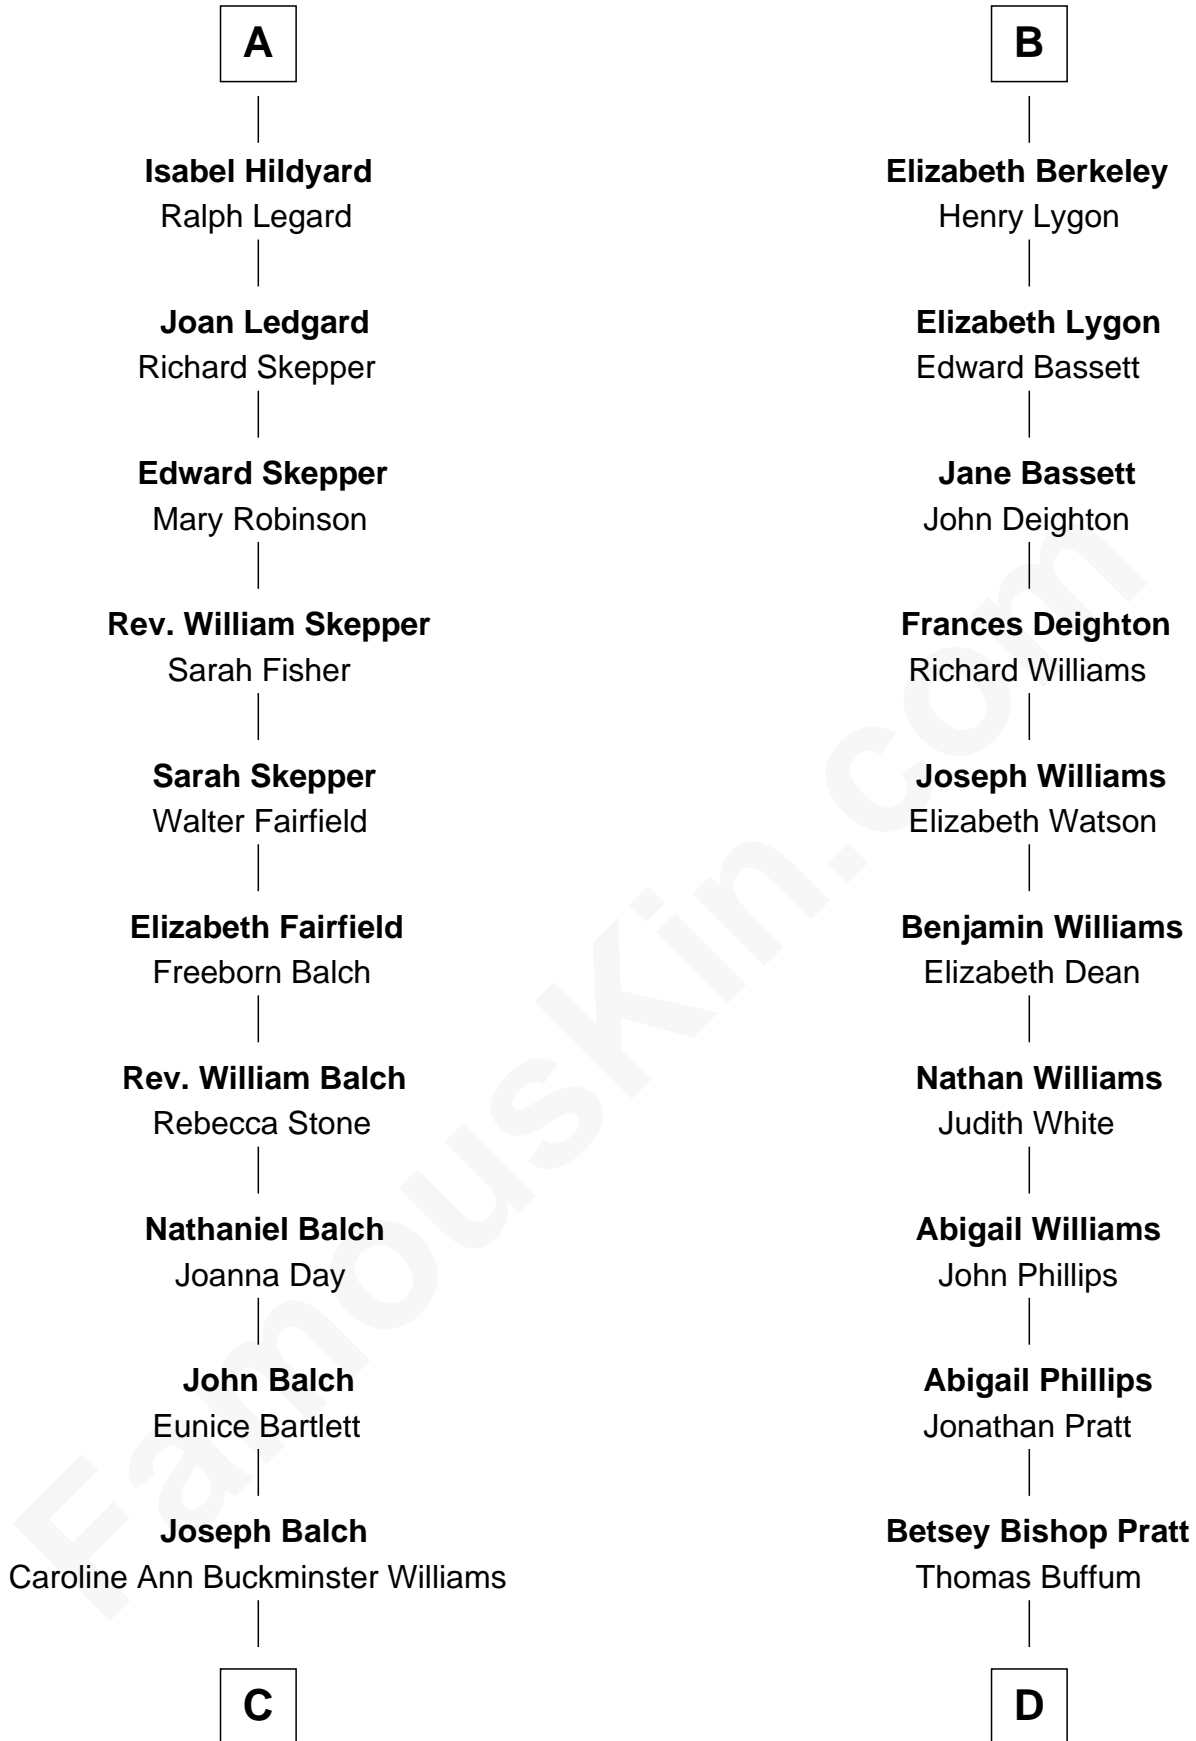 A
Isabel Hildyard
Ralph Legard
Joan Ledgard
Richard Skepper
Edward Skepper
Mary Robinson
Rev. William Skepper
Sarah Fisher
Sarah Skepper
Walter Fairfield
Elizabeth Fairfield
Freeborn Balch
Rev. William Balch
Rebecca Stone
Nathaniel Balch
Joanna Day
John Balch
Eunice Bartlett
Joseph Balch
Caroline Ann Buckminster Williams
C
B
Elizabeth Berkeley
Henry Lygon
Elizabeth Lygon
Edward Bassett
Jane Bassett
John Deighton
Frances Deighton
Richard Williams
Joseph Williams
Elizabeth Watson
Benjamin Williams
Elizabeth Dean
Nathan Williams
Judith White
Abigail Williams
John Phillips
Abigail Phillips
Jonathan Pratt
Betsey Bishop Pratt
Thomas Buffum
D
FamousKin.com